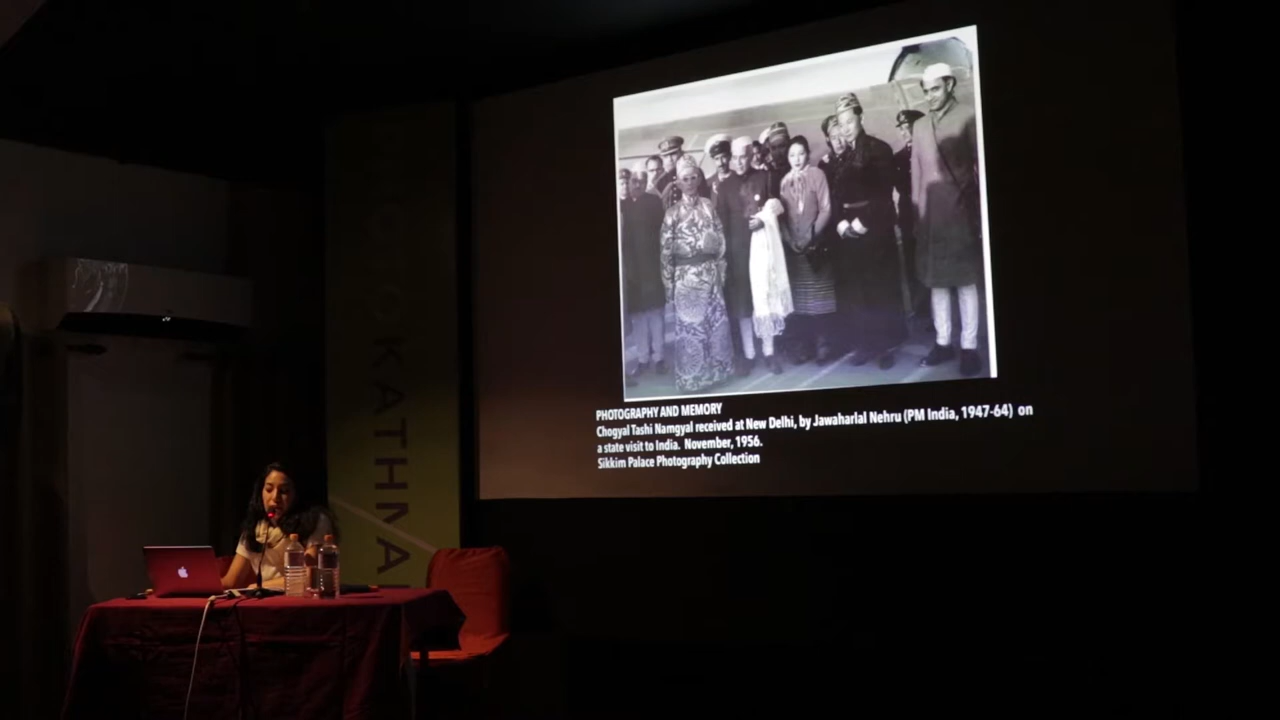 PHOTOGRAPHY AND MEMORY
Chogyal Tashi Namgyal received at New Delhi, by Jawaharlal Nehru (PM India, 1947-64) on
a state visit to India. November, 1956.
Sikkim Palace Photography Collection
KATHMA